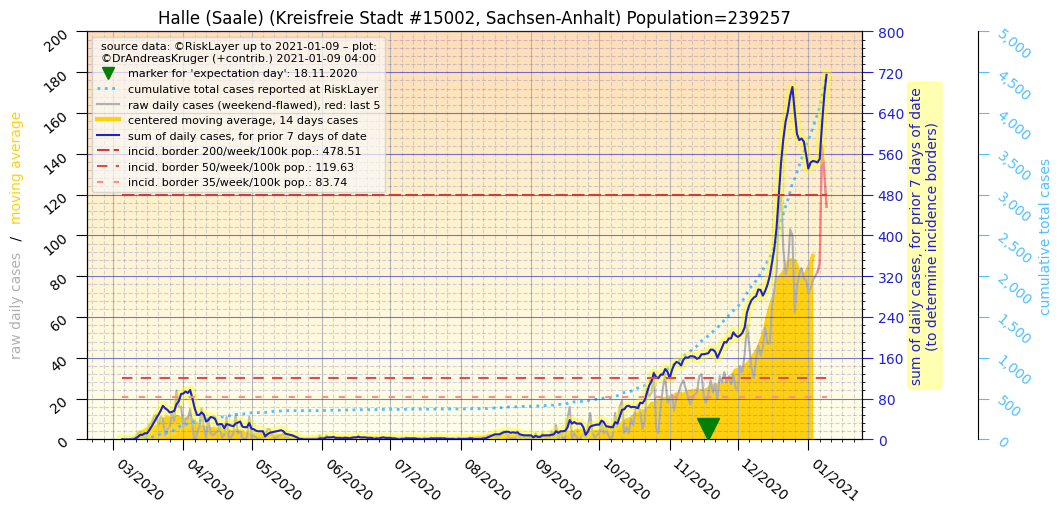 Halle (Saale) (Kreisfreie Stadt #15002, Sachsen-Anhalt) Population=239257
source data: ©RiskLayer up to 2021-01-09 – plot:
©DrAndreasKruger (+contrib.) 2021-01-09 04:00
marker for 'expectation day': 18.11.2020
cumulative total cases reported at RiskLayer
raw daily cases (weekend-flawed), red: last 5
centered moving average, 14 days cases
sum of daily cases, for prior 7 days of date
incid. border 200/week/100k pop.: 478.51
incid. border 50/week/100k pop.: 119.63
incid. border 35/week/100k pop.: 83.74
raw daily cases / moving average
200
180
160
140
120
100
80
60
40
20
0
03/2020
04/2020
05/2020
06/2020
07/2020
08/2020
09/2020
10/2020
11/2020
12/2020
01/2021
800
720
640
560
480
400
320
240
160
80
0
sum of daily cases, for prior 7 days of date
(to determine incidence borders)
5,000
4,500
4,000
3,500
3,000
2,500
2,000
1,500
1,000
500
0
cumulative total cases